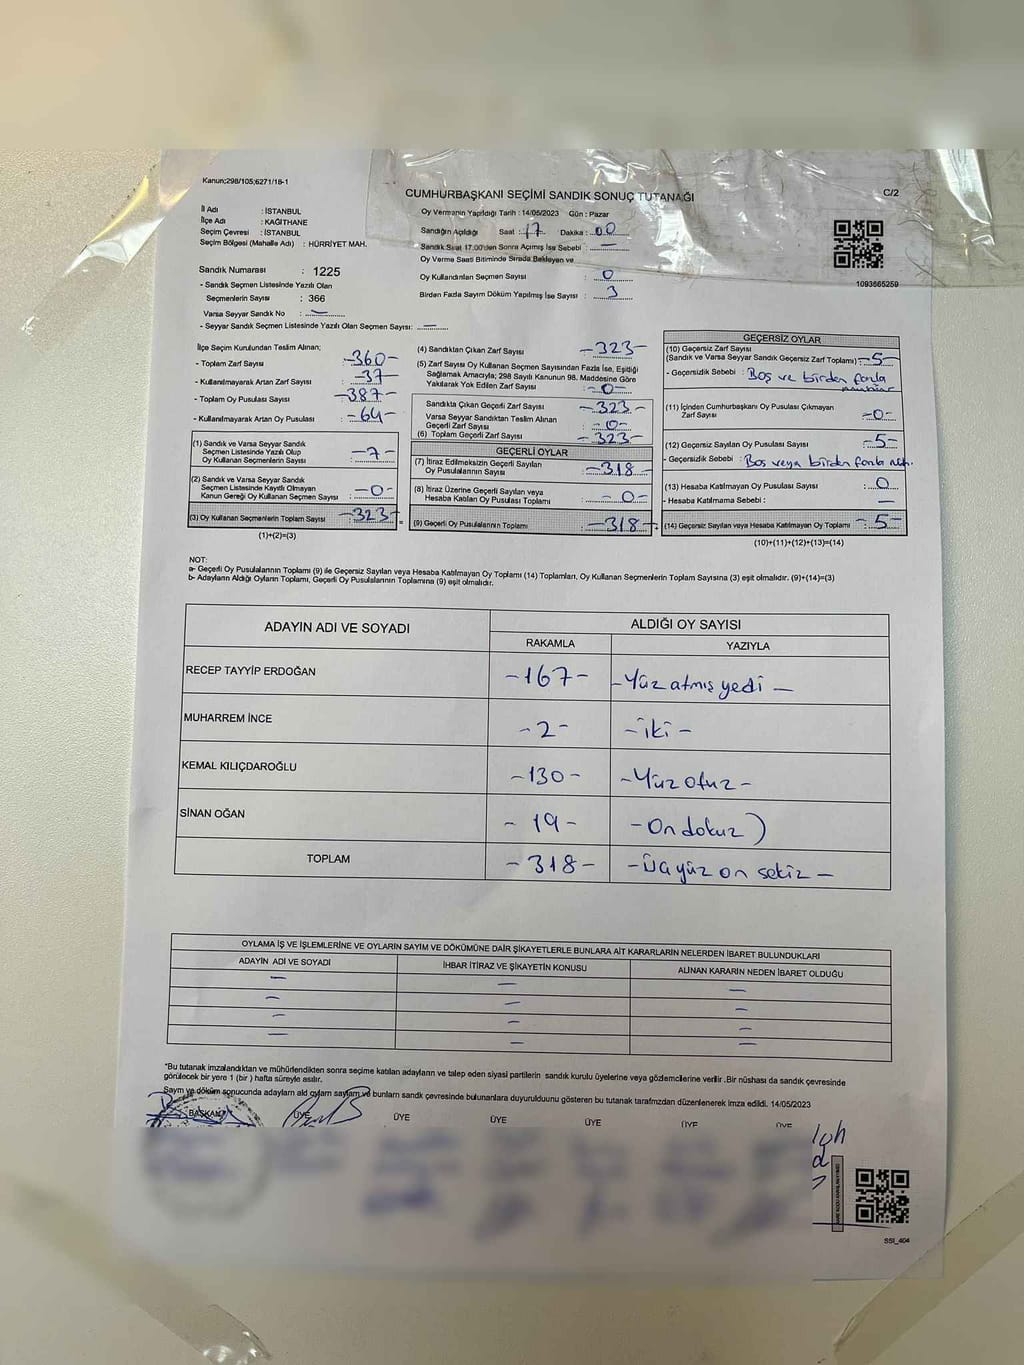 Kanun;298/105;6271/18-1
CUMHURBAŞKANI SEÇİMİ SANDIK SONUÇ TUTANAĞI
C/2
İl Adı : İSTANBUL
İlçe Adı : KAĞITHANE
Seçim Çevresi : İSTANBUL
Seçim Bölgesi (Mahalle Adı) : HÜRRİYET MAH.
Sandık Numarası : 1225
- Sandık Seçmen Listesinde Yazılı Olan
Seçmenlerin Sayısı : 366
Varsa Seyyar Sandık No : —
- Seyyar Sandık Seçmen Listesinde Yazılı Olan Seçmen Sayısı: —
Oy Vermenin Yapıldığı Tarih : 14/05/2023 Gün : Pazar
Sandığın Açıldığı Saat : 17 Dakika : 00
Sandık Saat 17.00'den Sonra Açımış İse Sebebi : —
Oy Verme Saati Bitiminde Sırada Bekleyen ve
Oy Kullandırılan Seçmen Sayısı : 0
Birden Fazla Sayım Döküm Yapılmış İse Sayısı : 3
1093665259
İlçe Seçim Kurulundan Teslim Alınan;
- Toplam Zarf Sayısı : -360-
- Kullanılmayarak Artan Zarf Sayısı : -37-
- Toplam Oy Pusulası Sayısı : -387-
- Kullanılmayarak Artan Oy Pusulası : -64-
(1) Sandık ve Varsa Seyyar Sandık
Seçmen Listesinde Yazılı Olup
Oy Kullanan Seçmenlerin Sayısı : -7-
(2) Sandık ve Varsa Seyyar Sandık
Seçmen Listesinde Kayıtlı Olmayan
Kanun Gereği Oy Kullanan Seçmen Sayısı : -0-
(3) Oy Kullanan Seçmenlerin Toplam Sayısı : -323-
(1)+(2)=(3)
(4) Sandıktan Çıkan Zarf Sayısı : -323-
(5) Zarf Sayısı Oy Kullanan Seçmen Sayısından Fazla İse, Eşitliği
Sağlamak Amacıyla; 298 Sayılı Kanunun 98. Maddesine Göre
Yakılarak Yok Edilen Zarf Sayısı : -0-
Sandıkta Çıkan Geçerli Zarf Sayısı : -323-
Varsa Seyyar Sandıktan Teslim Alınan
Geçerli Zarf Sayısı : -0-
(6) Toplam Geçerli Zarf Sayısı : -323-
GEÇERLİ OYLAR
(7) İtiraz Edilmeksizin Geçerli Sayılan
Oy Pusulasının Sayısı : -318-
(8) İtiraz Üzerine Geçerli Sayılan veya
Hesaba Katılan Oy Pusulası Toplamı : -0-
(9) Geçerli Oy Pusulalarının Toplamı : -318-
GEÇERSİZ OYLAR
(10) Geçersiz Zarf Sayısı
(Sandık ve Varsa Seyyar Sandık Geçersiz Zarf Toplamı) : -5-
- Geçersizlik Sebebi : Boş ve birden fazla
(11) İçinden Cumhurbaşkanı Oy Pusulası Çıkmayan
Zarf Sayısı : -0-
(12) Geçersiz Sayılan Oy Pusulası Sayısı : -5-
- Geçersizlik Sebebi : Boş veya birden fazla
(13) Hesaba Katılmayan Oy Pusulası Sayısı : 0
- Hesaba Katılmama Sebebi : —
(14) Geçersiz Sayılan veya Hesaba Katılmayan Oy Toplamı : -5-
(10)+(11)+(12)+(13)=(14)
NOT:
a- Geçerli Oy Pusulalarının Toplamı (9) ile Geçersiz Sayılan veya Hesaba Katılmayan Oy Toplamı (14) Toplamları, Oy Kullanan Seçmenlerin Toplam Sayısına (3) eşit olmalıdır. (9)+(14)=(3)
b- Adayların Aldığı Oyların Toplamı, Geçerli Oy Pusulalarının Toplamına (9) eşit olmalıdır.
ADAYIN ADI VE SOYADI
ALDIĞI OY SAYISI
RAKAMLA YAZIYLA
RECEP TAYYİP ERDOĞAN -167- -Yüz atmış yedi-
MUHARREM İNCE -2- -iki-
KEMAL KILIÇDAROĞLU -130- -Yüz otuz-
SİNAN OĞAN -19- -On dokuz)
TOPLAM -318- -Üç yüz on sekiz-
OYLAMA İŞ VE İŞLEMLERİNE VE OYLARIN SAYIM VE DÖKÜMÜNE DAİR ŞİKAYETLERLE BUNLARA AİT KARARLARIN NELERDEN İBARET BULUNDUKLARI
ADAYIN ADI VE SOYADI İHBAR İTİRAZ VE ŞİKAYETİN KONUSU ALINAN KARARIN NEDEN İBARET OLDUĞU
— — —
— — —
— — —
— — —
*Bu tutanak imzalandıktan ve mühürlendikten sonra seçime katılan adayların ve talep eden siyasi partilerin sandık kurulu üyelerine veya gözlemcilerine verilir .Bir nüshası da sandık çevresinde
görülecek bir yere 1 (bir ) hafta süreyle asılır.
Sayım ve döküm sonucunda adayların aldığı oyların sayılarını ve bunların sandık çevresinde bulunanlara duyurulduğunu gösteren bu tutanak tarafımızdan düzenlenerek imza edildi. 14/05/2023
BAŞKAN ÜYE ÜYE ÜYE ÜYE ÜYE ÜYE
SSI_404